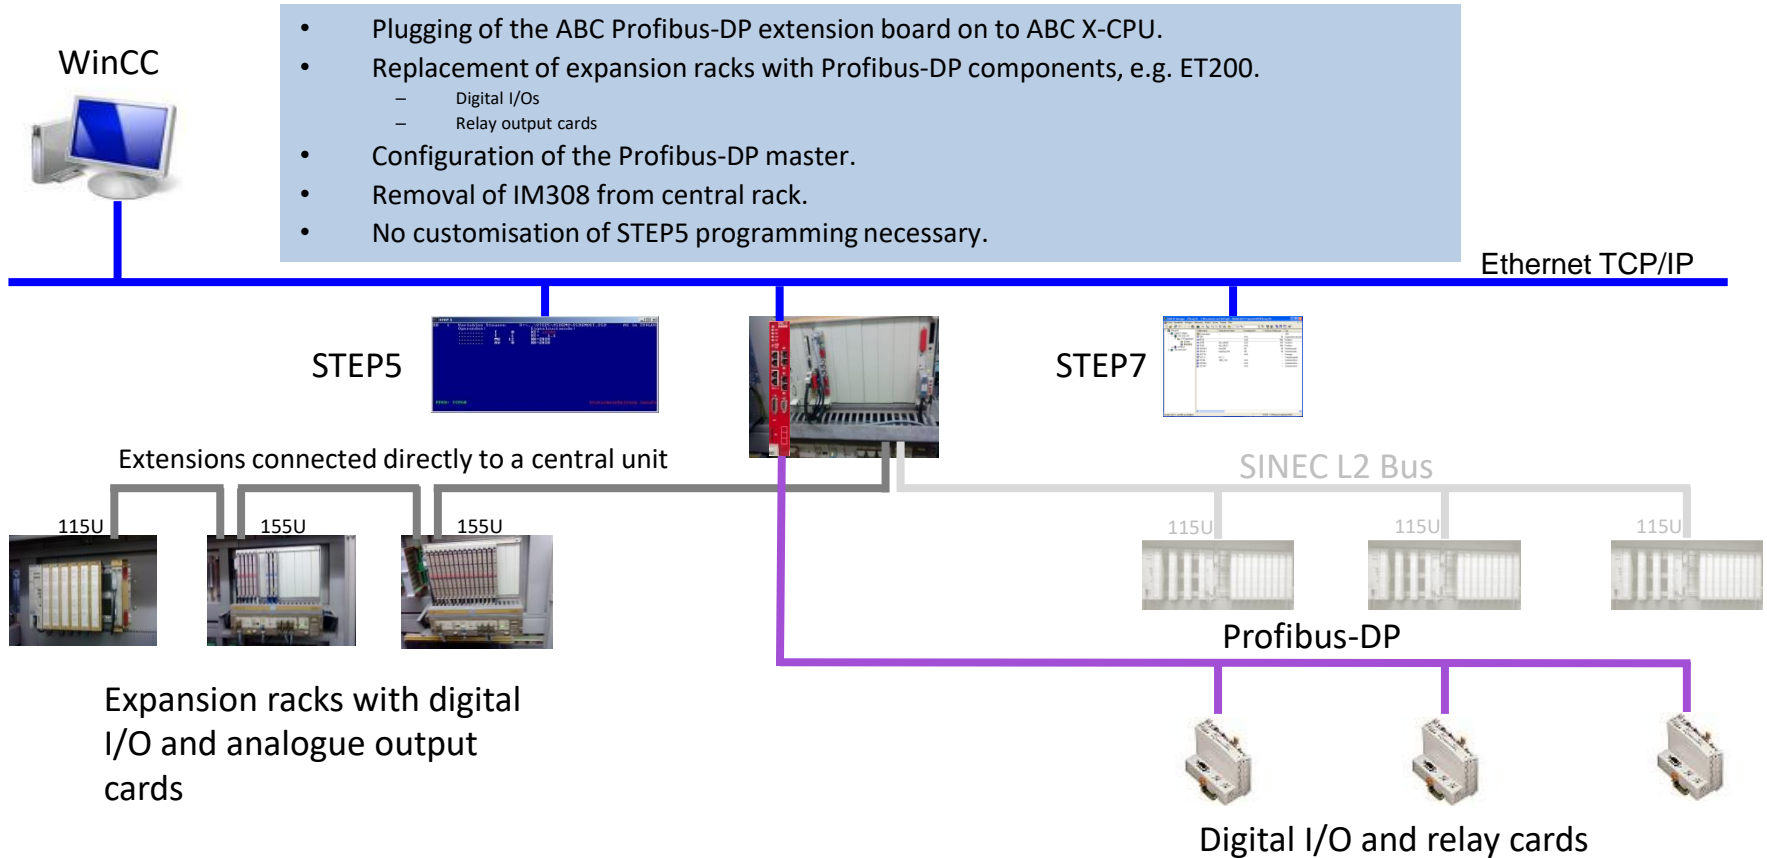 • Plugging of the ABC Profibus-DP extension board on to ABC X-CPU.
• Replacement of expansion racks with Profibus-DP components, e.g. ET200.
– Digital I/Os
– Relay output cards
• Configuration of the Profibus-DP master.
• Removal of IM308 from central rack.
• No customisation of STEP5 programming necessary.
WinCC
Ethernet TCP/IP
STEP5
STEP7
Extensions connected directly to a central unit
SINEC L2 Bus
115U
155U
155U
115U
115U
115U
Profibus-DP
Expansion racks with digital
I/O and analogue output
cards
Digital I/O and relay cards